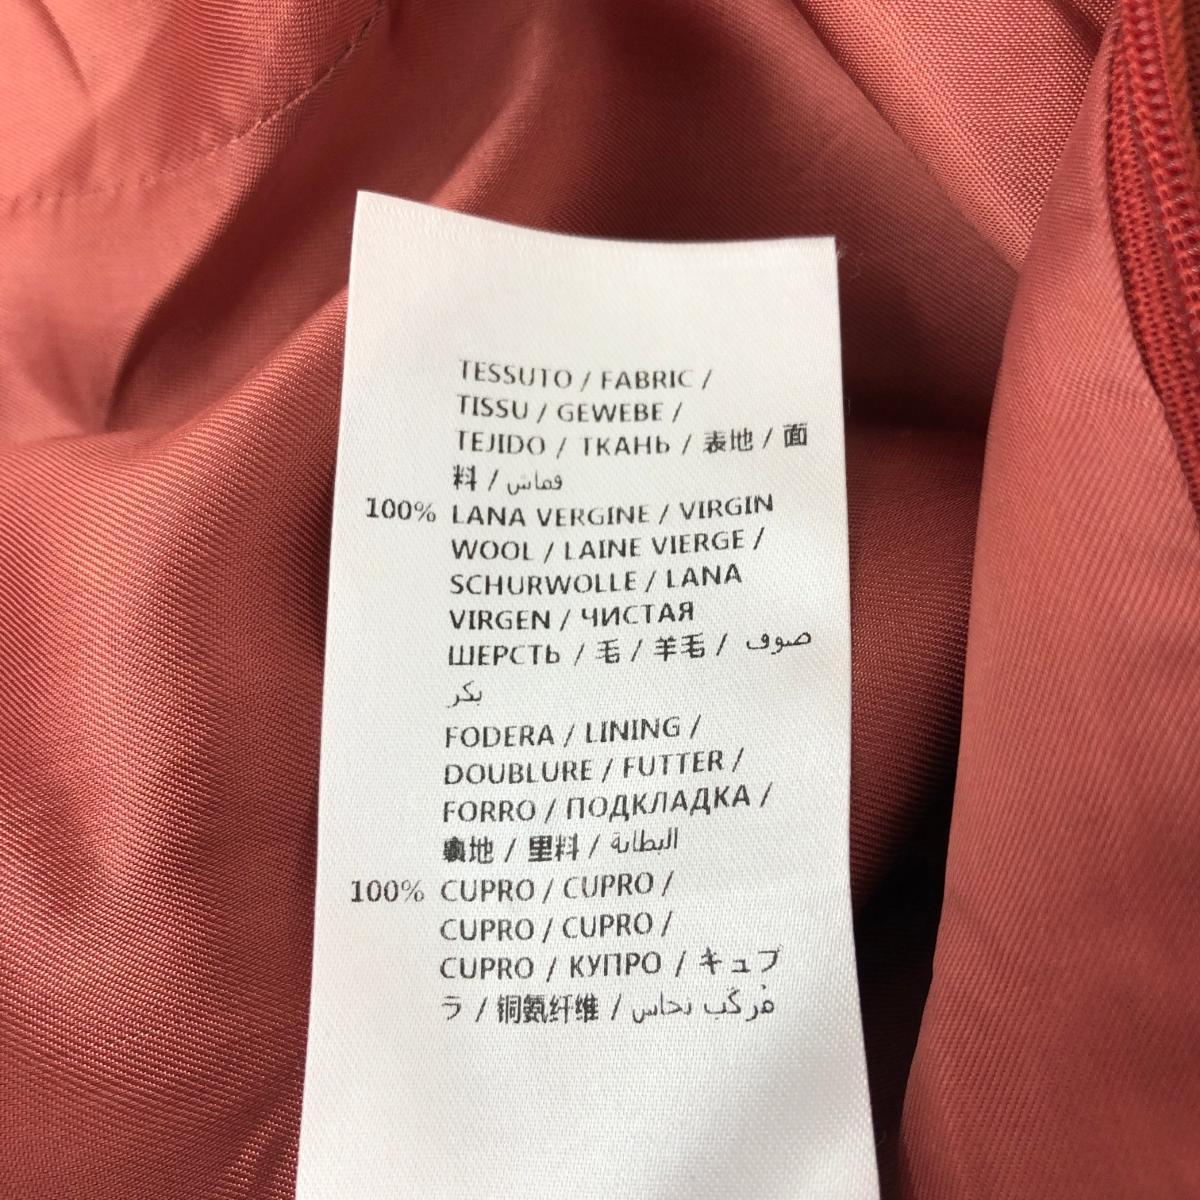 TESSUTO / FABRIC /
TISSU / GEWEBE /
TEJIDO / ТКАНЬ / 表地 / 面
料 / قماش
100% LANA VERGINE / VIRGIN
WOOL / LAINE VIERGE /
SCHURWOLLE / LANA
VIRGEN / ЧИСТАЯ
ШЕРСТЬ / 毛 / 羊毛 / صوف
بكر
FODERA / LINING /
DOUBLURE / FUTTER /
FORRO / ПОДКЛАДКА /
裏地 / 里料 / البطانة
100% CUPRO / CUPRO /
CUPRO / CUPRO /
CUPRO / КУПРО / キュプ
ラ / 铜氨纤维 / مُركّب نحاس